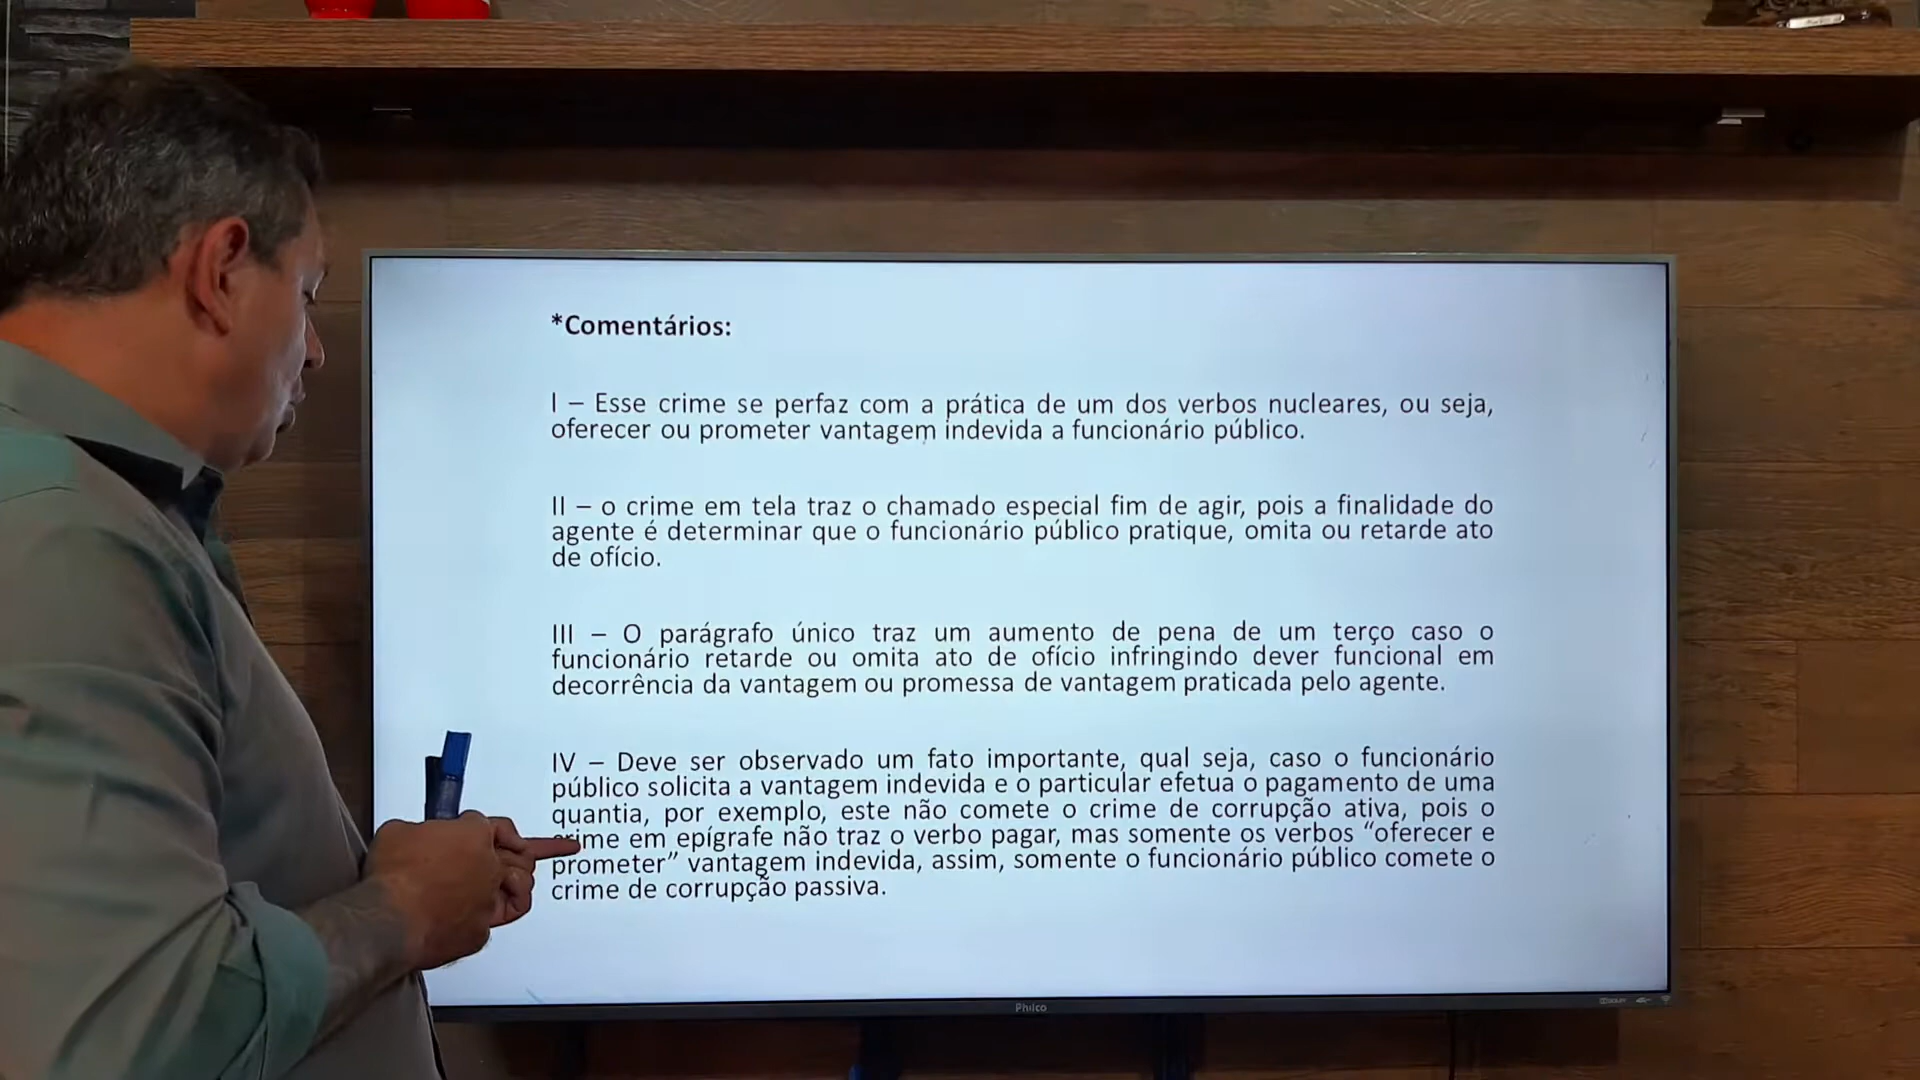 *Comentários:
I – Esse crime se perfaz com a prática de um dos verbos nucleares, ou seja,
oferecer ou prometer vantagem indevida a funcionário público.
II – o crime em tela traz o chamado especial fim de agir, pois a finalidade do
agente é determinar que o funcionário público pratique, omita ou retarde ato
de ofício.
III – O parágrafo único traz um aumento de pena de um terço caso o
funcionário retarde ou omita ato de ofício infringindo dever funcional em
decorrência da vantagem ou promessa de vantagem praticada pelo agente.
IV – Deve ser observado um fato importante, qual seja, caso o funcionário
público solicita a vantagem indevida e o particular efetua o pagamento de uma
quantia, por exemplo, este não comete o crime de corrupção ativa, pois o
crime em epígrafe não traz o verbo pagar, mas somente os verbos “oferecer e
prometer” vantagem indevida, assim, somente o funcionário público comete o
crime de corrupção passiva.
Philco